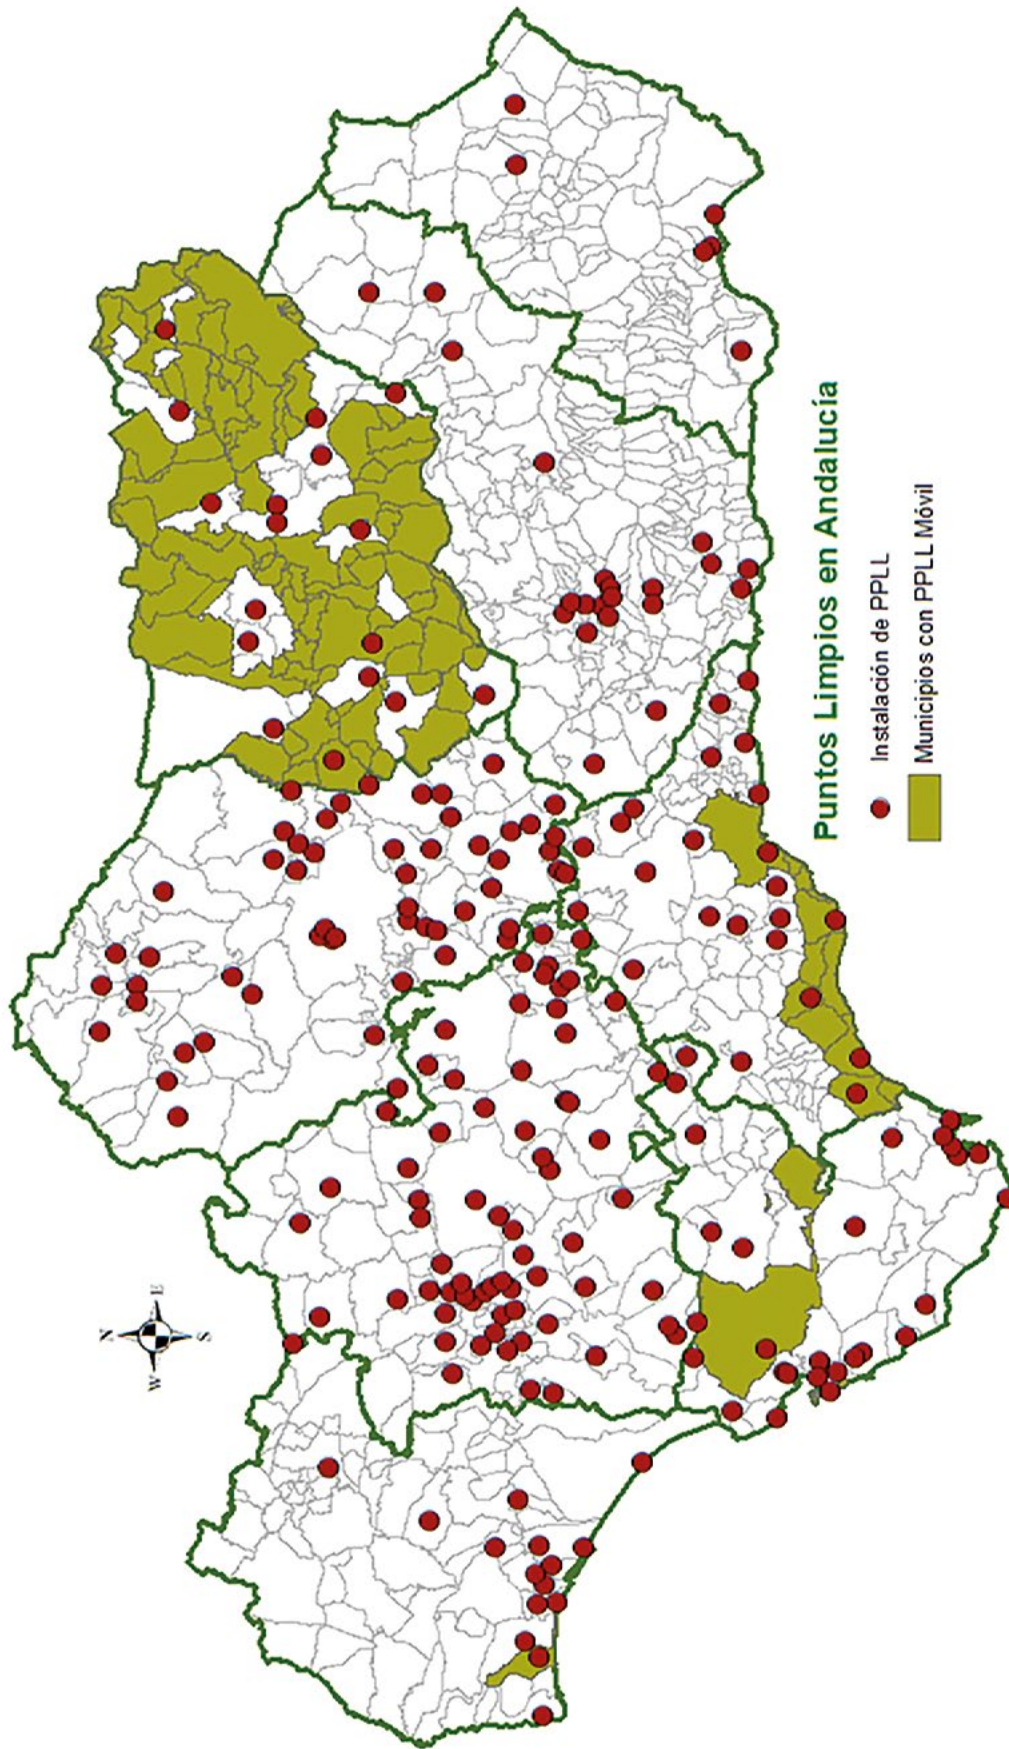 N
W
E
S
Puntos Limpios en Andalucía
Instalación de PPLL
Municipios con PPLL Móvil